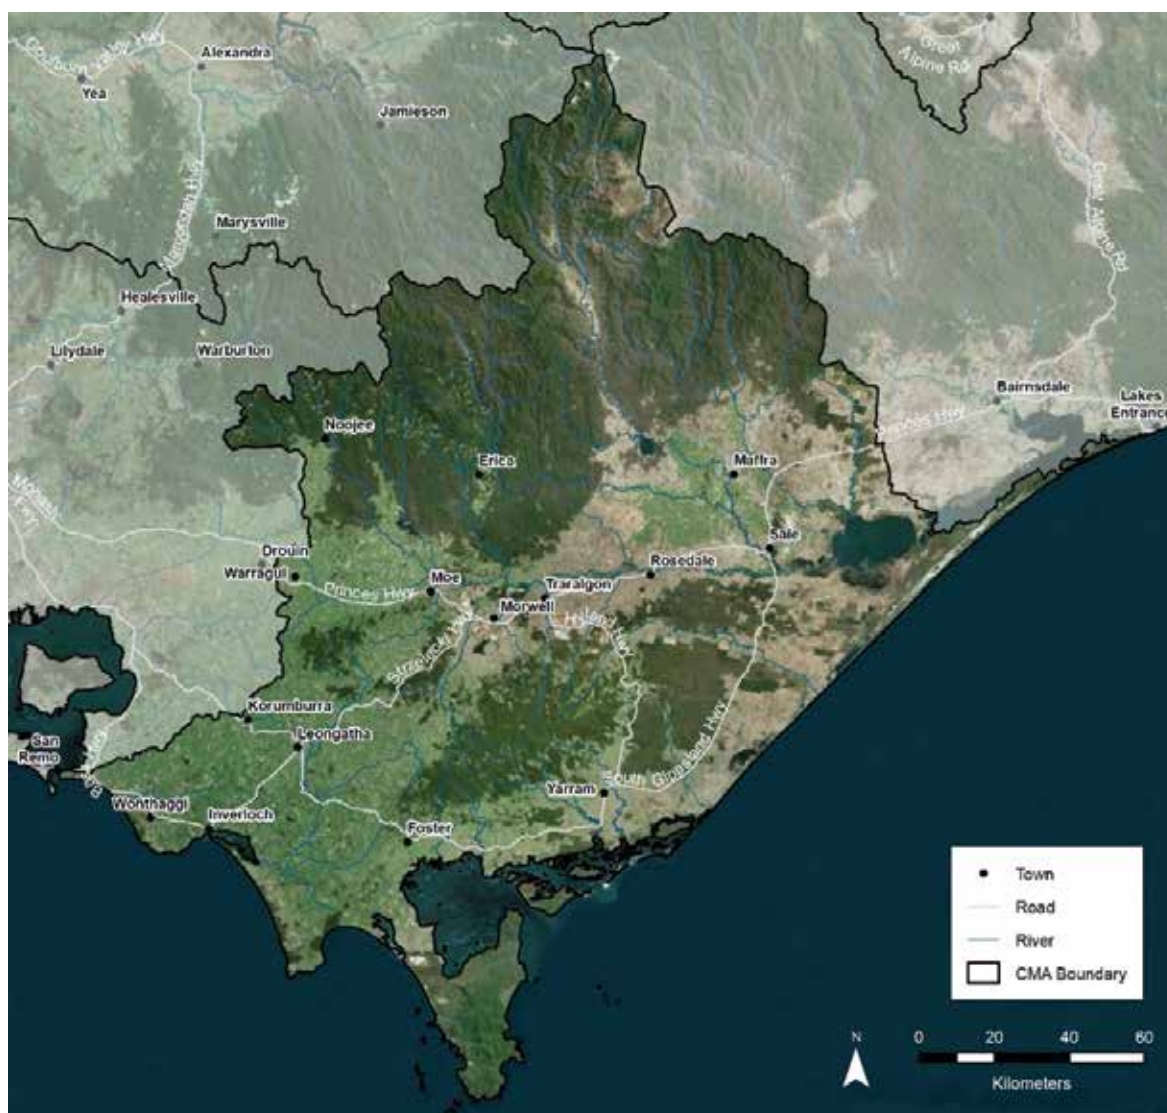 Goulburn Valley Hwy
Alexandra
Yea
Great
Alpine Rd
Jamieson
Maroondah Hwy
Marysville
Great Alpine Rd
Healesville
Lilydale
Warburton
Bairnsdale
Lakes
Entrance
Princes Hwy
Noojee
Erica
Maffra
Monash
Fwy
Drouin
Warragul
Sale
Rosedale
Moe
Traralgon
Princes Hwy
Morwell
Hyland Hwy
Strzelecki Hwy
Korumburra
Leongatha
San
Remo
South Gippsland Hwy
Yarram
Wonthaggi
Inverloch
Foster
Town
Road
River
CMA Boundary
N
0 20 40 60
Kilometers